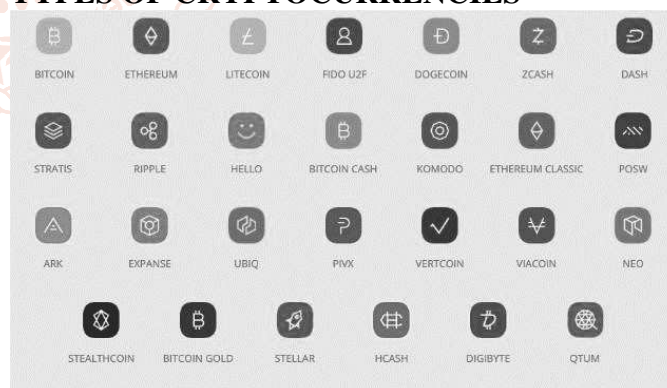 TYPES OF CRYPTOCURRENCIES
BITCOIN ETHEREUM LITECOIN FIDO U2F DOGECOIN ZCASH DASH
STRATIS RIPPLE HELLO BITCOIN CASH KOMODO ETHEREUM CLASSIC POSW
ARK EXPANSE UBIQ PIVX VERTCOIN VIACOIN NEO
STEALTHCOIN BITCOIN GOLD STELLAR HCASH DIGIBYTE QTUM